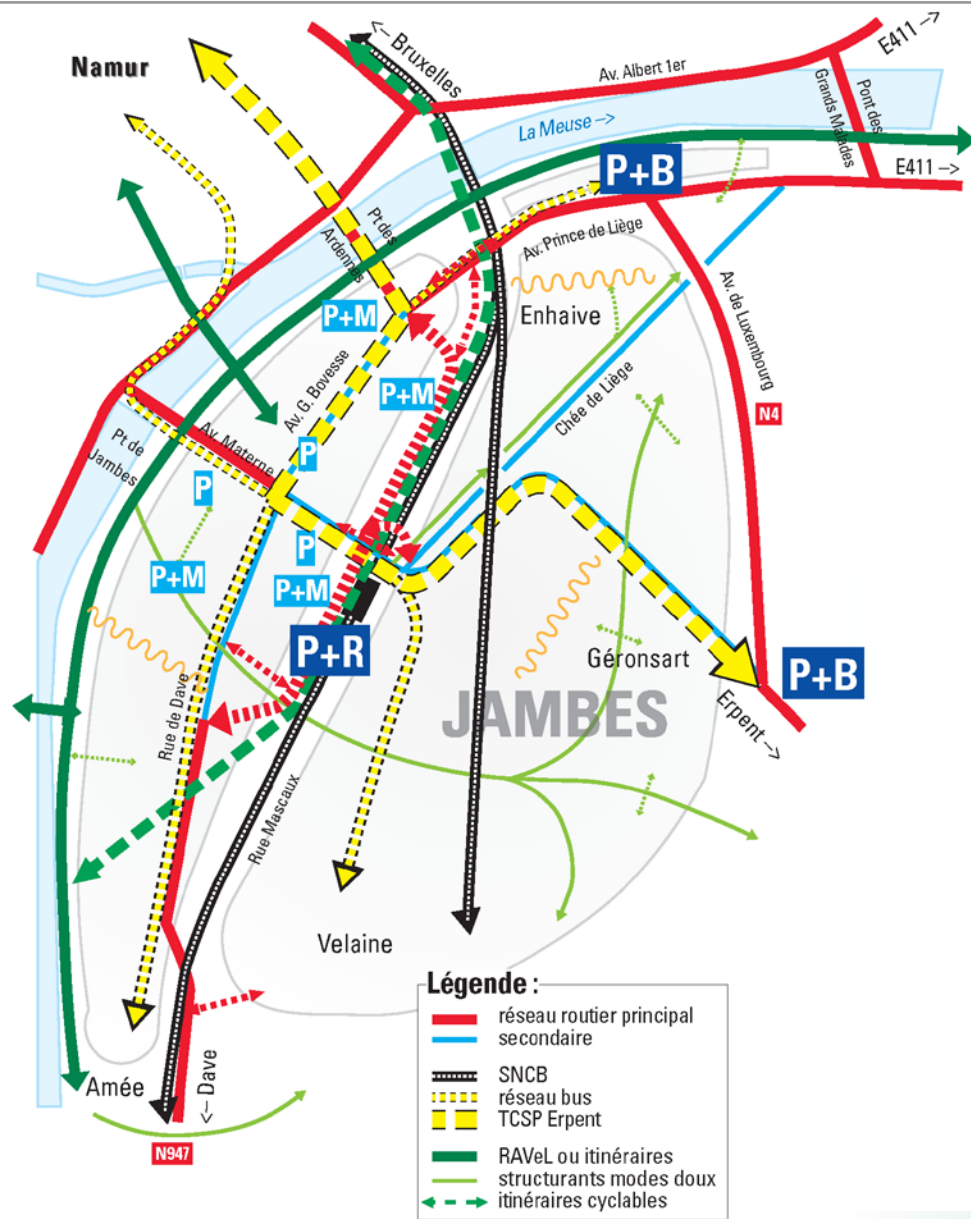 Namur
<– Bruxelles
Av. Albert 1er
E411 –>
La Meuse –>
Pont des
Grands Malades
E411 –>
P+B
Pt des
Ardennes
Av. Prince de Liège
P+M
Enhaive
Av. de Luxembourg
Av. G. Bovesse
P+M
Chée de Liège
N4
Pt de
Jambes
Av. Materne
P
P
P
P+M
P+M
P+R
Géronsart
P+B
JAMBES
Erpent –>
Rue de Dave
Rue Mascaux
Velaine
Amée
<– Dave
N947
Légende :
réseau routier principal
secondaire
SNCB
réseau bus
TCSP Erpent
RAVeL ou itinéraires
structurants modes doux
itinéraires cyclables